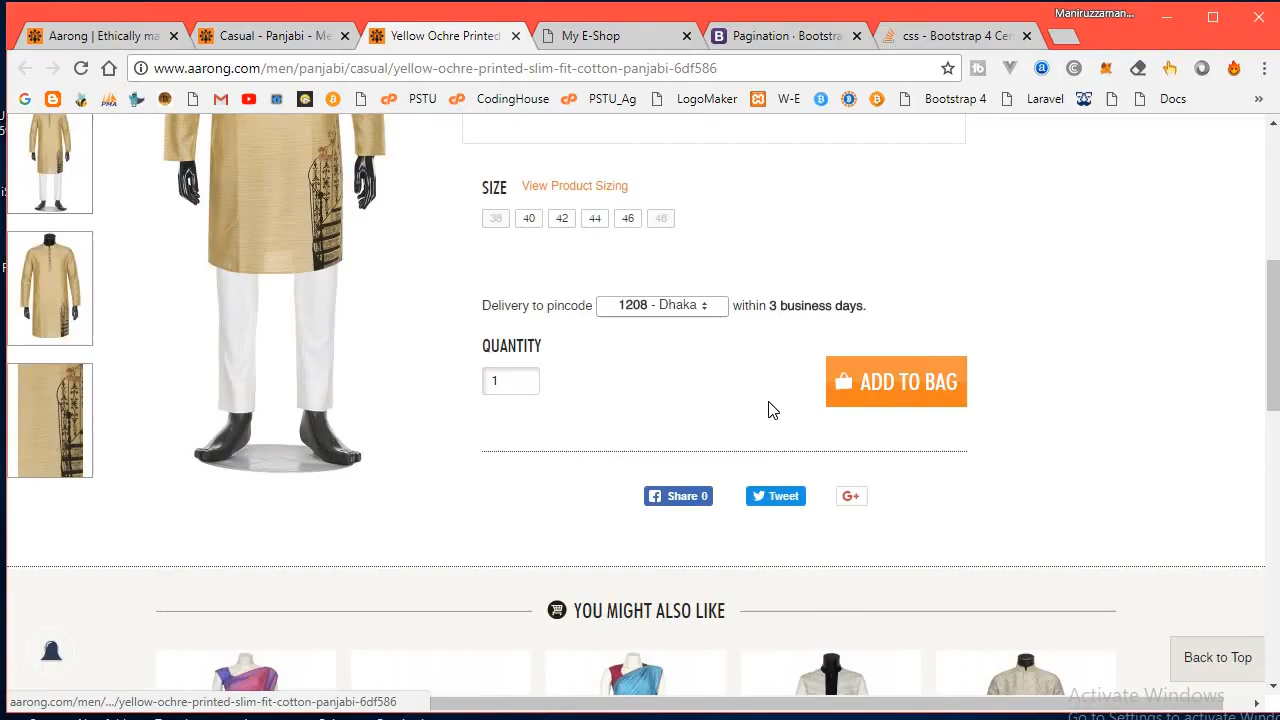 Maniruzzaman...
Aarong | Ethically ma
Casual - Panjabi - Me
Yellow Ochre Printed
My E-Shop
Pagination · Bootstra
css - Bootstrap 4 Cen
www.aarong.com/men/panjabi/casual/yellow-ochre-printed-slim-fit-cotton-panjabi-6df586
PSTU
CodingHouse
PSTU_Ag
LogoMaker
W-E
Bootstrap 4
Laravel
Docs
»
SIZE View Product Sizing
38 40 42 44 46 48
Delivery to pincode 1208 - Dhaka within 3 business days.
QUANTITY
1
ADD TO BAG
Share 0
Tweet
G+
YOU MIGHT ALSO LIKE
Back to Top
aarong.com/men/.../yellow-ochre-printed-slim-fit-cotton-panjabi-6df586
Activate Windows
Go to Settings to activate Wind